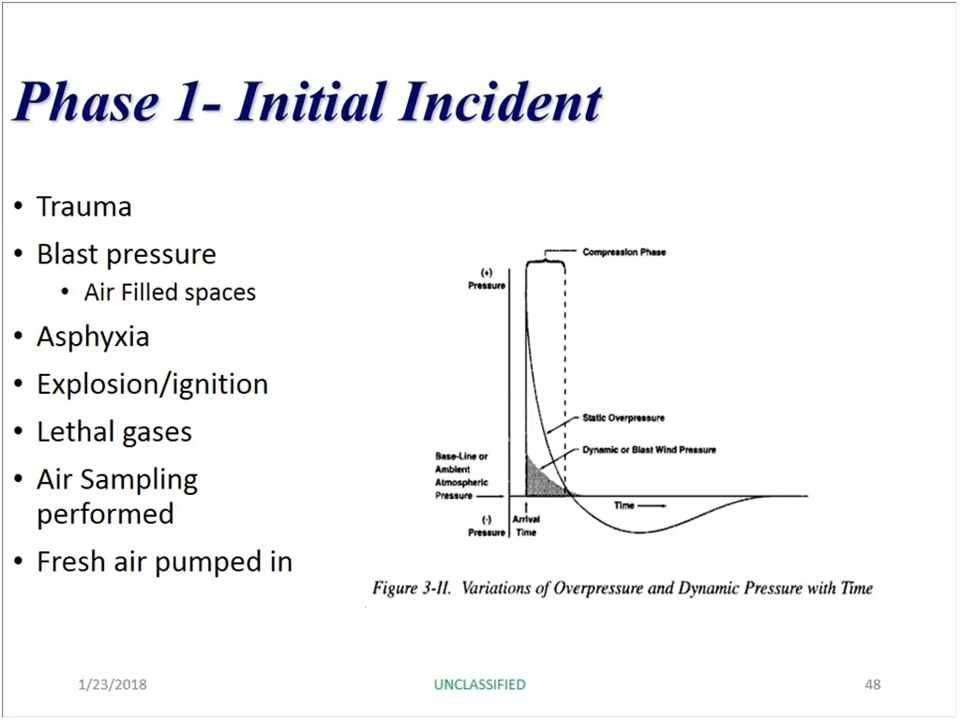 Phase 1- Initial Incident
• Trauma
• Blast pressure
• Air Filled spaces
• Asphyxia
• Explosion/ignition
• Lethal gases
• Air Sampling
performed
• Fresh air pumped in
Compression Phase
(+)
Pressure
Static Overpressure
Dynamic or Blast Wind Pressure
Base-Line or
Ambient
Atmospheric
Pressure
Time
(-)
Pressure
Arrival
Time
Figure 3-II. Variations of Overpressure and Dynamic Pressure with Time
1/23/2018
UNCLASSIFIED
48